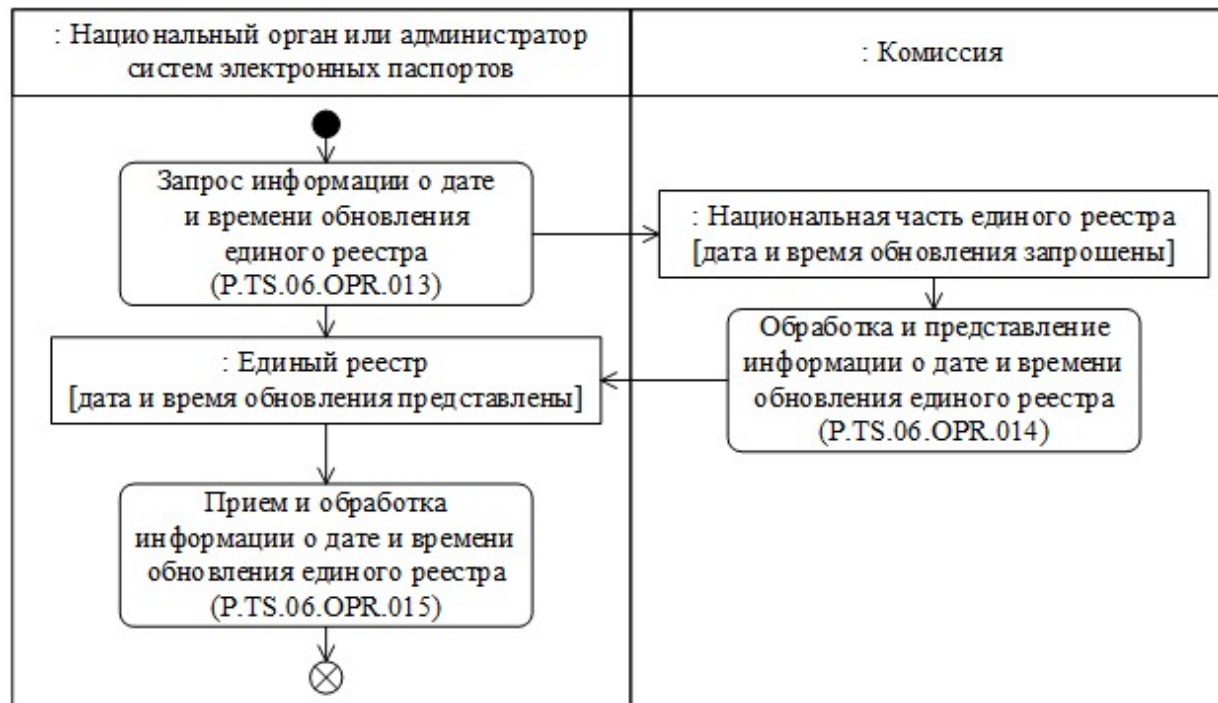 : Национальный орган или администратор
систем электронных паспортов
: Комиссия
Запрос информации о дате
и времени обновления
единого реестра
(P.TS.06.OPR.013)
: Национальная часть единого реестра
[дата и время обновления запрошены]
Обработка и представление
информации о дате и времени
обновления единого реестра
(P.TS.06.OPR.014)
: Единый реестр
[дата и время обновления представлены]
Прием и обработка
информации о дате и времени
обновления единого реестра
(P.TS.06.OPR.015)